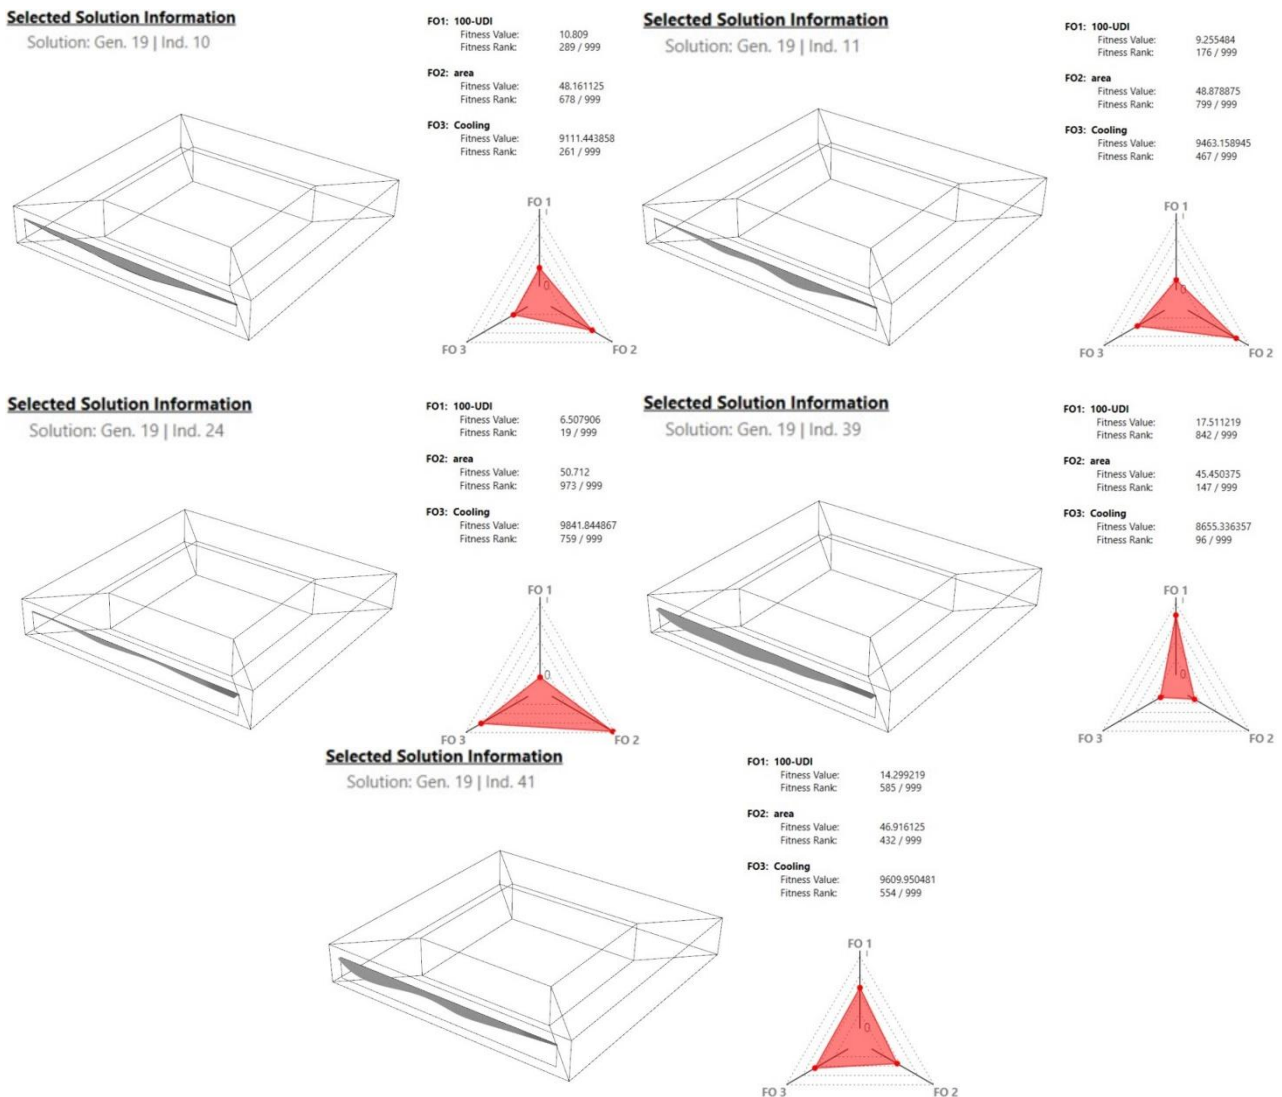 Selected Solution Information
Solution: Gen. 19 | Ind. 10
FO1: 100-UDI
Fitness Value: 10.809
Fitness Rank: 289 / 999
FO2: area
Fitness Value: 48.161125
Fitness Rank: 678 / 999
FO3: Cooling
Fitness Value: 9111.443858
Fitness Rank: 261 / 999
FO 1
1
0
FO 3
FO 2
Selected Solution Information
Solution: Gen. 19 | Ind. 11
FO1: 100-UDI
Fitness Value: 9.255484
Fitness Rank: 176 / 999
FO2: area
Fitness Value: 48.878875
Fitness Rank: 799 / 999
FO3: Cooling
Fitness Value: 9463.158945
Fitness Rank: 467 / 999
FO 1
1
0
FO 3
FO 2
Selected Solution Information
Solution: Gen. 19 | Ind. 24
FO1: 100-UDI
Fitness Value: 6.507906
Fitness Rank: 19 / 999
FO2: area
Fitness Value: 50.712
Fitness Rank: 973 / 999
FO3: Cooling
Fitness Value: 9841.844867
Fitness Rank: 759 / 999
FO 1
1
0
FO 3
FO 2
Selected Solution Information
Solution: Gen. 19 | Ind. 39
FO1: 100-UDI
Fitness Value: 17.511219
Fitness Rank: 842 / 999
FO2: area
Fitness Value: 45.450375
Fitness Rank: 147 / 999
FO3: Cooling
Fitness Value: 8655.336357
Fitness Rank: 96 / 999
FO 1
1
0
FO 3
FO 2
Selected Solution Information
Solution: Gen. 19 | Ind. 41
FO1: 100-UDI
Fitness Value: 14.299219
Fitness Rank: 585 / 999
FO2: area
Fitness Value: 46.916125
Fitness Rank: 432 / 999
FO3: Cooling
Fitness Value: 9609.950481
Fitness Rank: 554 / 999
FO 1
1
0
FO 3
FO 2